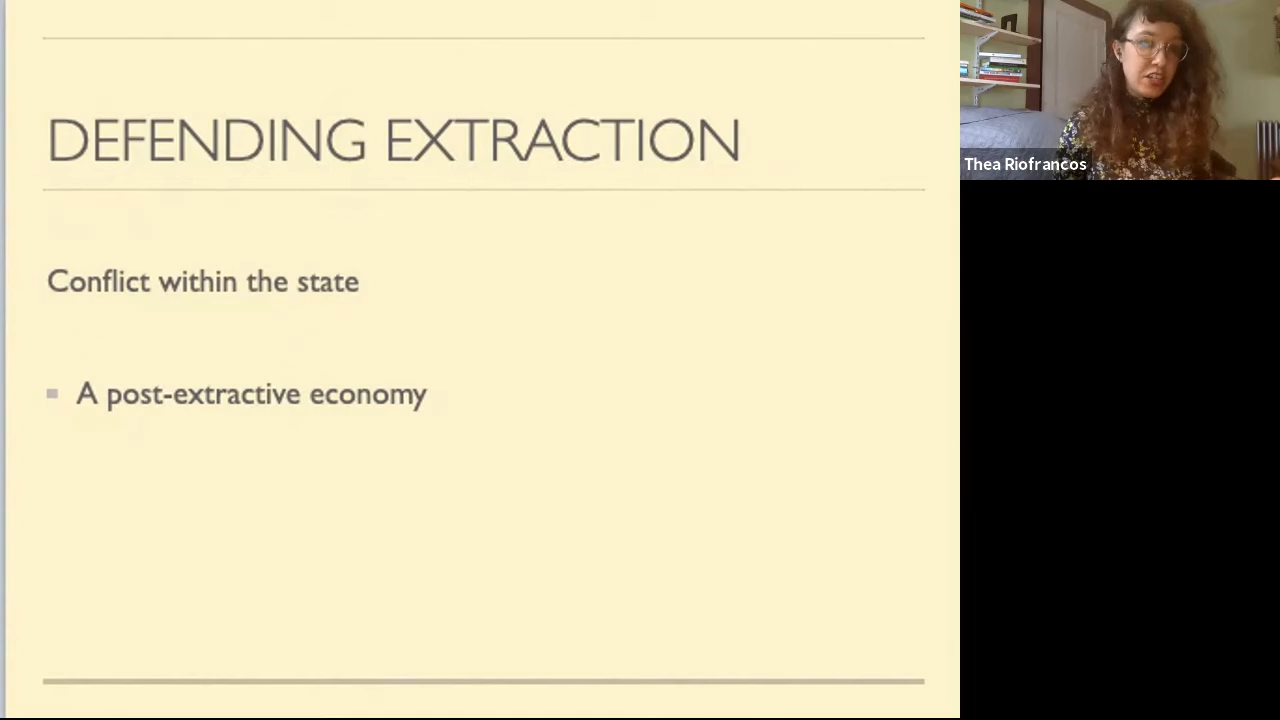 DEFENDING EXTRACTION
Conflict within the state
A post-extractive economy
Thea Riofrancos